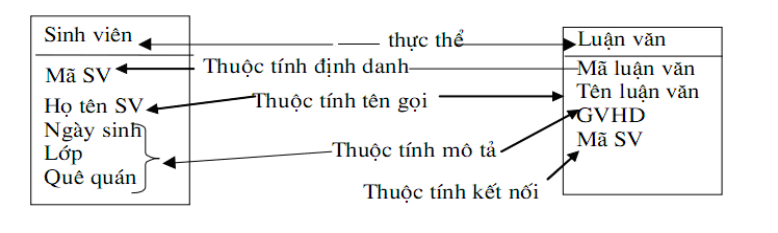 Sinh viên
thực thể
Luận văn
Mã SV
Thuộc tính định danh
Mã luận văn
Họ tên SV
Thuộc tính tên gọi
Tên luận văn
Ngày sinh
GVHD
Lớp
Thuộc tính mô tả
Mã SV
Quê quán
Thuộc tính kết nối